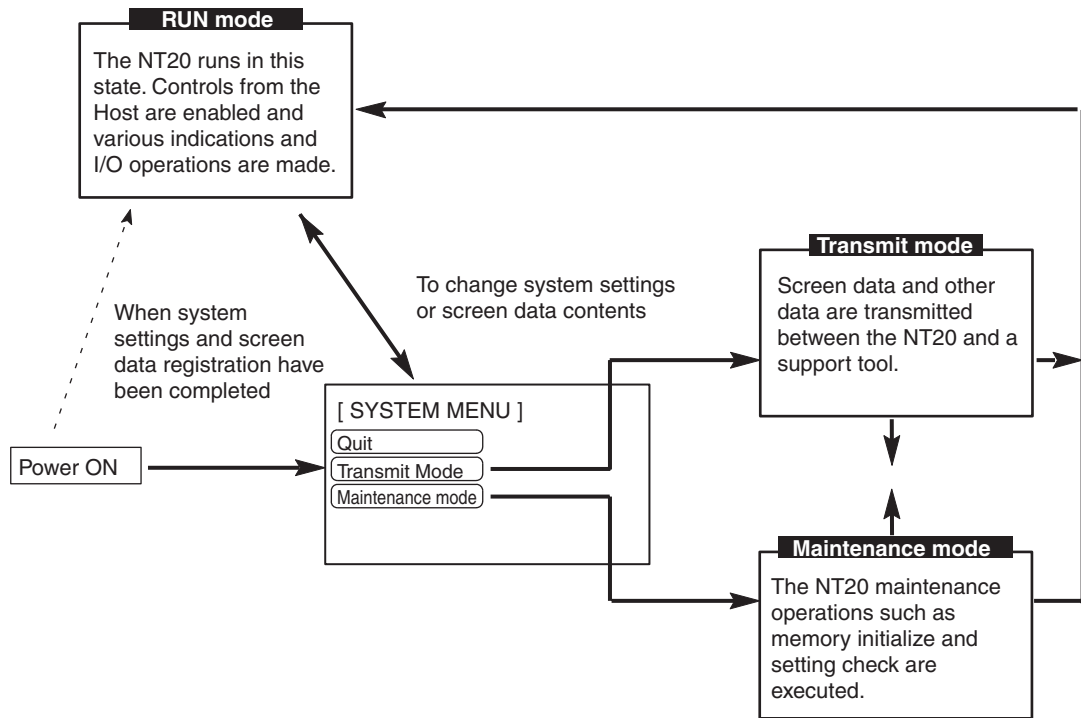 RUN mode
The NT20 runs in this
state. Controls from the
Host are enabled and
various indications and
I/O operations are made.
When system
settings and screen
data registration have
been completed
To change system settings
or screen data contents
Transmit mode
Screen data and other
data are transmitted
between the NT20 and a
support tool.
Power ON
[ SYSTEM MENU ]
Quit
Transmit Mode
Maintenance mode
Maintenance mode
The NT20 maintenance
operations such as
memory initialize and
setting check are
executed.